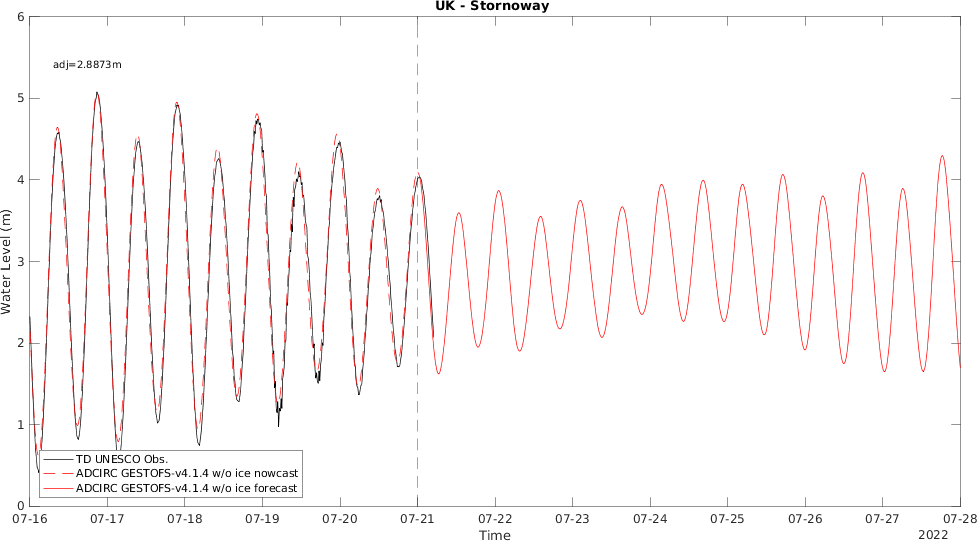 UK - Stornoway
adj=2.8873m
Water Level (m)
6
5
4
3
2
1
0
TD UNESCO Obs.
ADCIRC GESTOFS-v4.1.4 w/o ice nowcast
ADCIRC GESTOFS-v4.1.4 w/o ice forecast
07-16 07-17 07-18 07-19 07-20 07-21 07-22 07-23 07-24 07-25 07-26 07-27 07-28
Time
2022